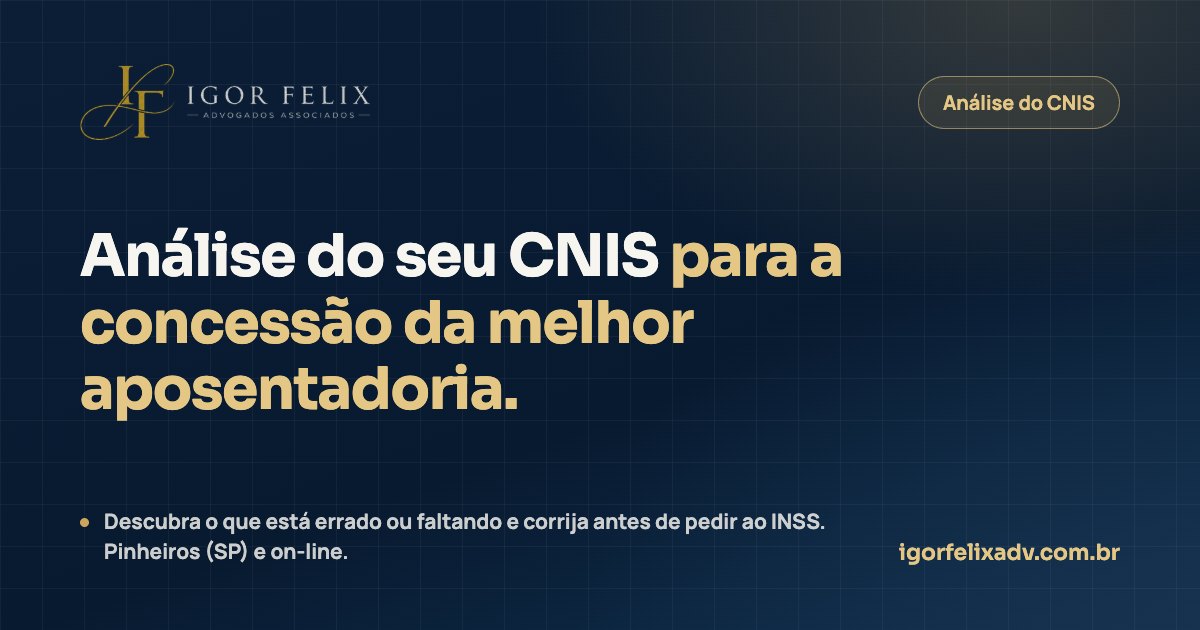 IF IGOR FELIX
ADVOGADOS ASSOCIADOS
Análise do CNIS
Análise do seu CNIS para a
concessão da melhor
aposentadoria.
Descubra o que está errado ou faltando e corrija antes de pedir ao INSS.
Pinheiros (SP) e on-line.
igorfelixadv.com.br